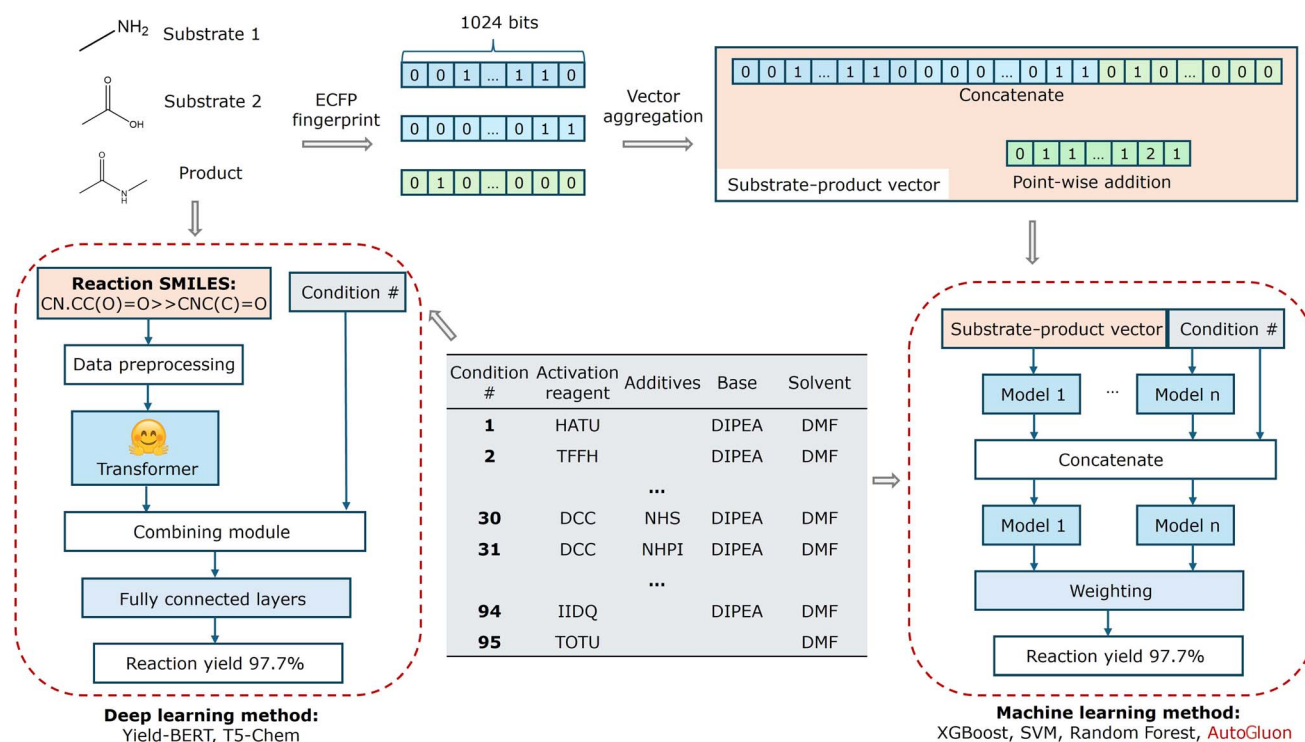 NH₂
Substrate 1
O
OH
Substrate 2
O
N
H
Product
ECFP
fingerprint
1024 bits
0 0 1 ... 1 1 0
0 0 0 ... 0 1 1
0 1 0 ... 0 0 0
Vector
aggregation
0 0 1 ... 1 1 0 0 0 0 ... 0 1 1 0 1 0 ... 0 0 0
Concatenate
0 1 1 ... 1 2 1
Point-wise addition
Substrate–product vector
Reaction SMILES:
CN.CC(O)=O>>CNC(C)=O
Condition #
Data preprocessing
Transformer
Combining module
Fully connected layers
Reaction yield 97.7%
Deep learning method:
Yield-BERT, T5-Chem
Condition # Activation reagent Additives Base Solvent
1 HATU DIPEA DMF
2 TFFH DIPEA DMF
...
30 DCC NHS DIPEA DMF
31 DCC NHPI DIPEA DMF
...
94 IIDQ DIPEA DMF
95 TOTU DMF
Substrate–product vector Condition #
Model 1 ... Model n
Concatenate
Model 1 Model n
Weighting
Reaction yield 97.7%
Machine learning method:
XGBoost, SVM, Random Forest, AutoGluon